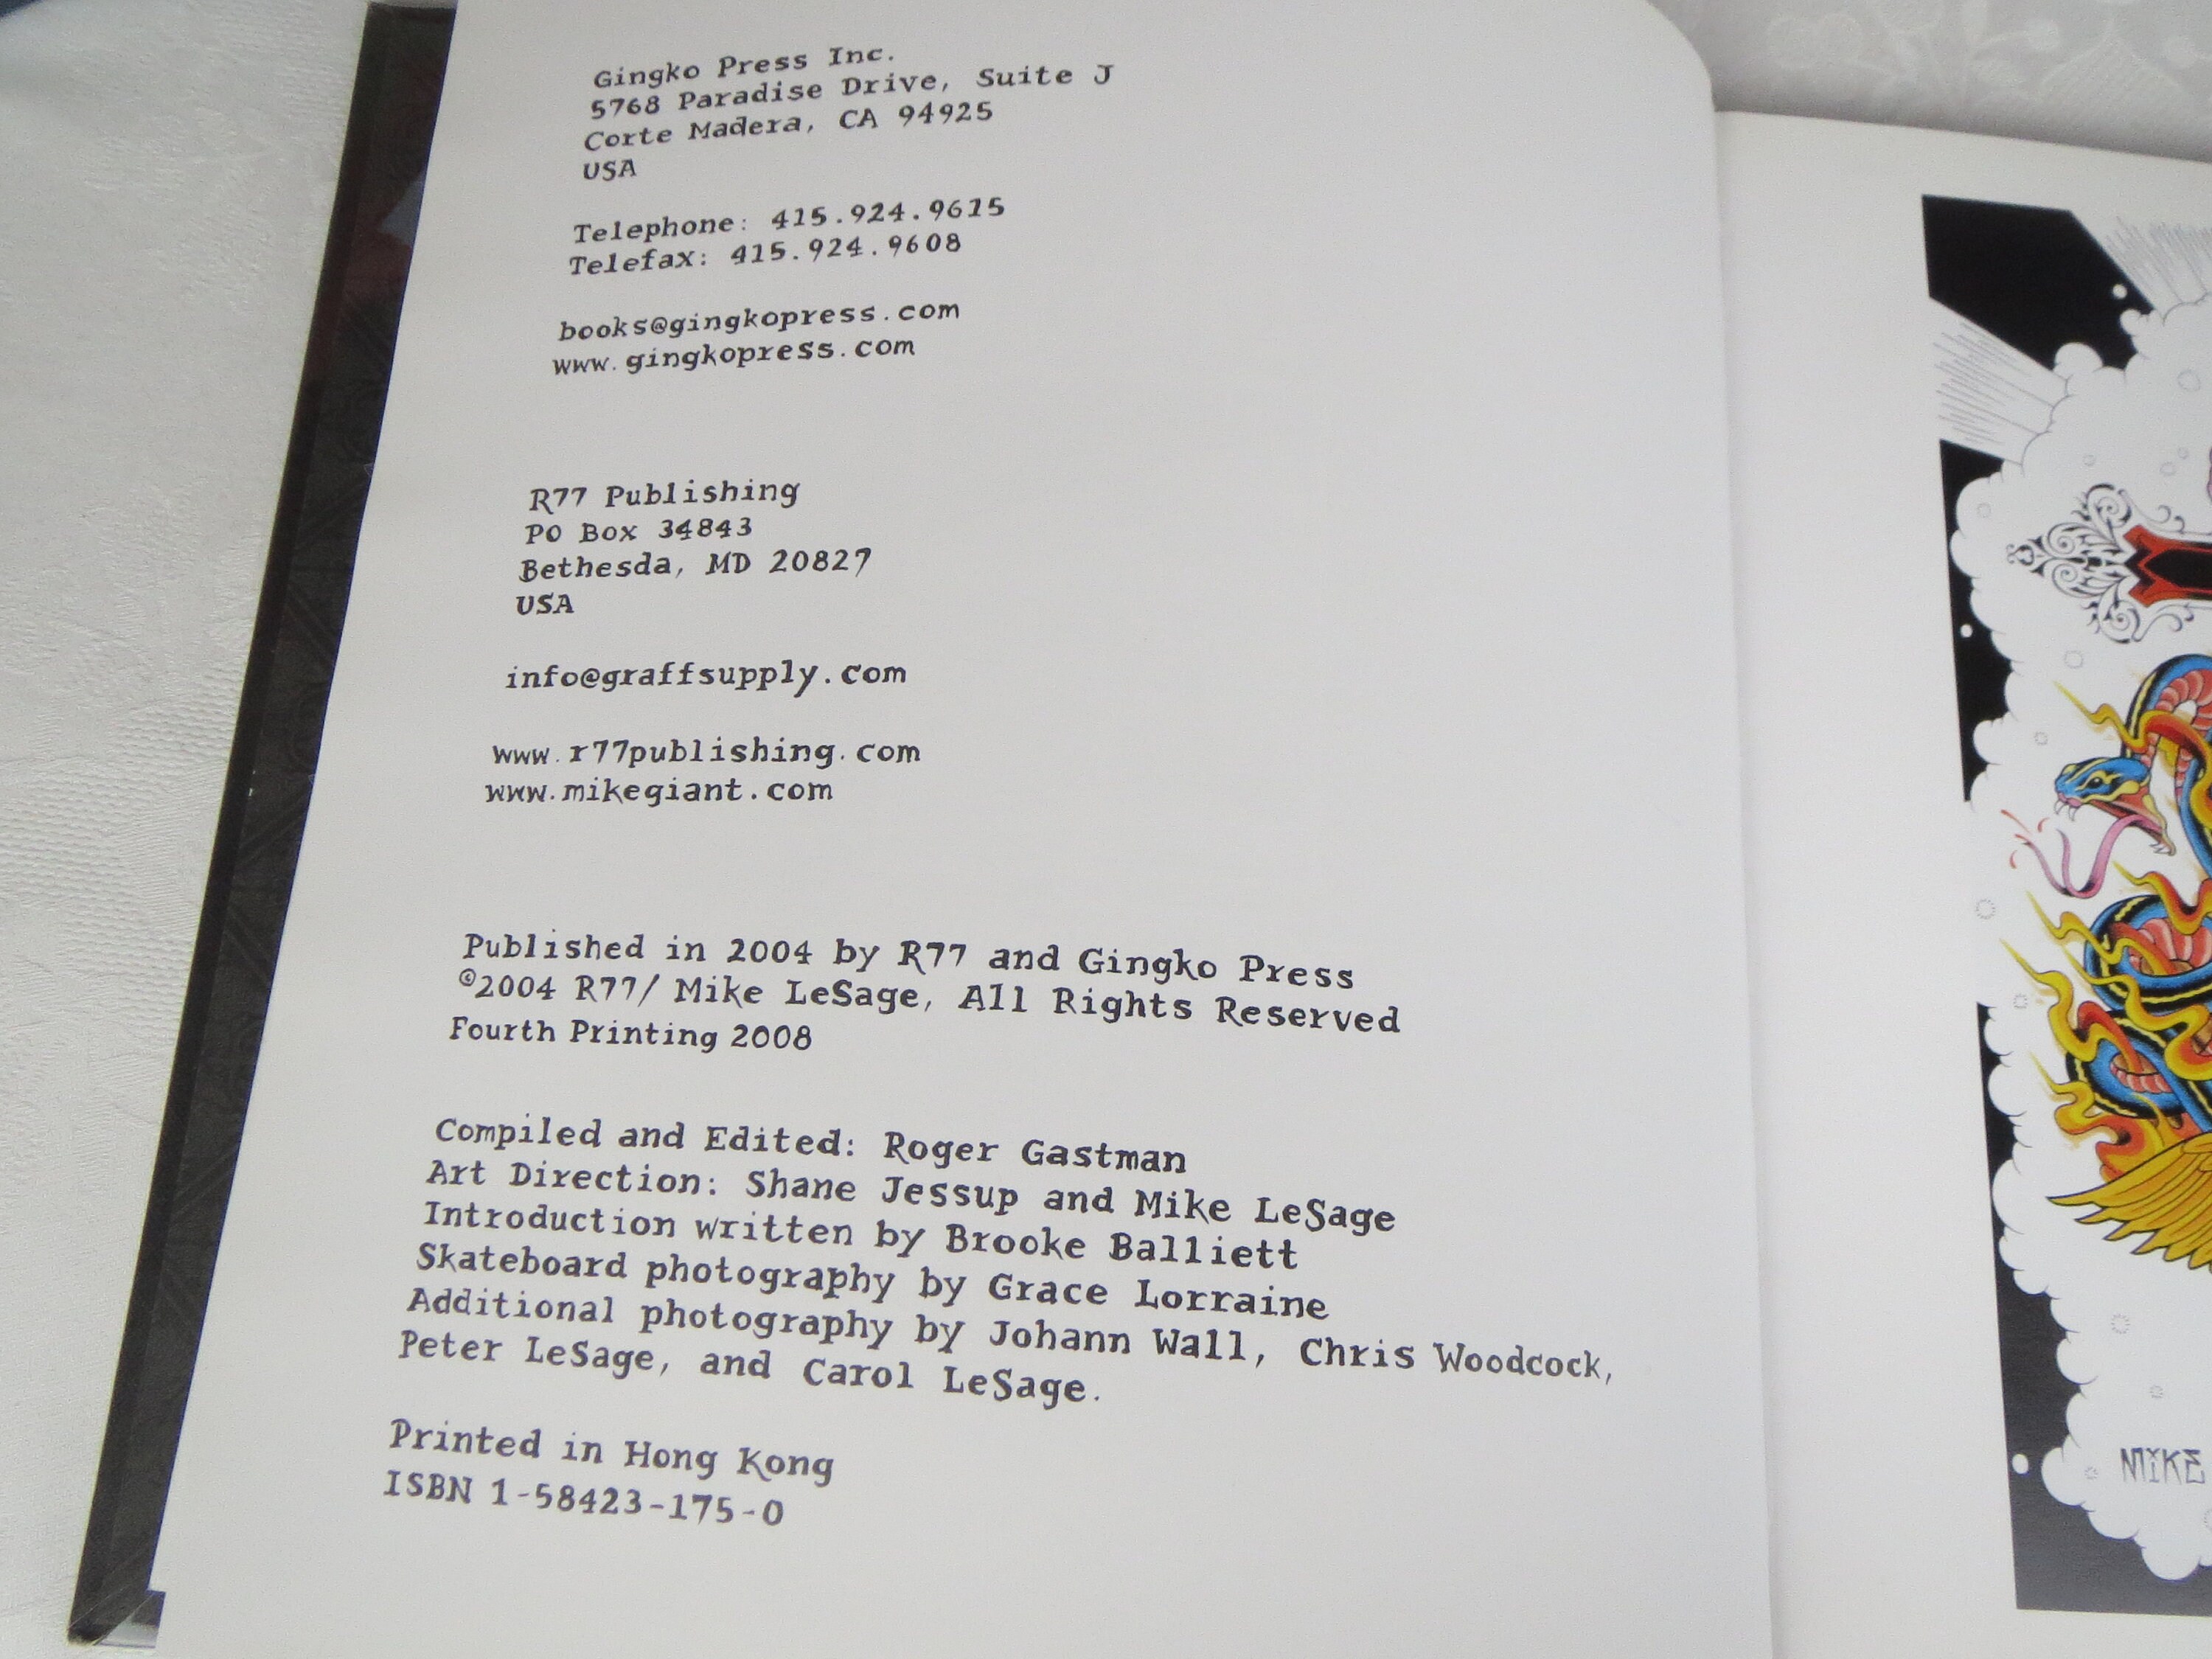 Gingko Press Inc.
5768 Paradise Drive, Suite J
Corte Madera, CA 94925
USA
Telephone: 415.924.9615
Telefax: 415.924.9608
books@gingkopress.com
www.gingkopress.com
R77 Publishing
PO Box 34843
Bethesda, MD 20827
USA
info@graffsupply.com
www.r77publishing.com
www.mikegiant.com
Published in 2004 by R77 and Gingko Press
©2004 R77/ Mike LeSage, All Rights Reserved
Fourth Printing 2008
Compiled and Edited: Roger Gastman
Art Direction: Shane Jessup and Mike LeSage
Introduction written by Brooke Balliett
Skateboard photography by Grace Lorraine
Additional photography by Johann Wall, Chris Woodcock,
Peter LeSage, and Carol LeSage.
Printed in Hong Kong
ISBN 1-58423-175-0
MIKE